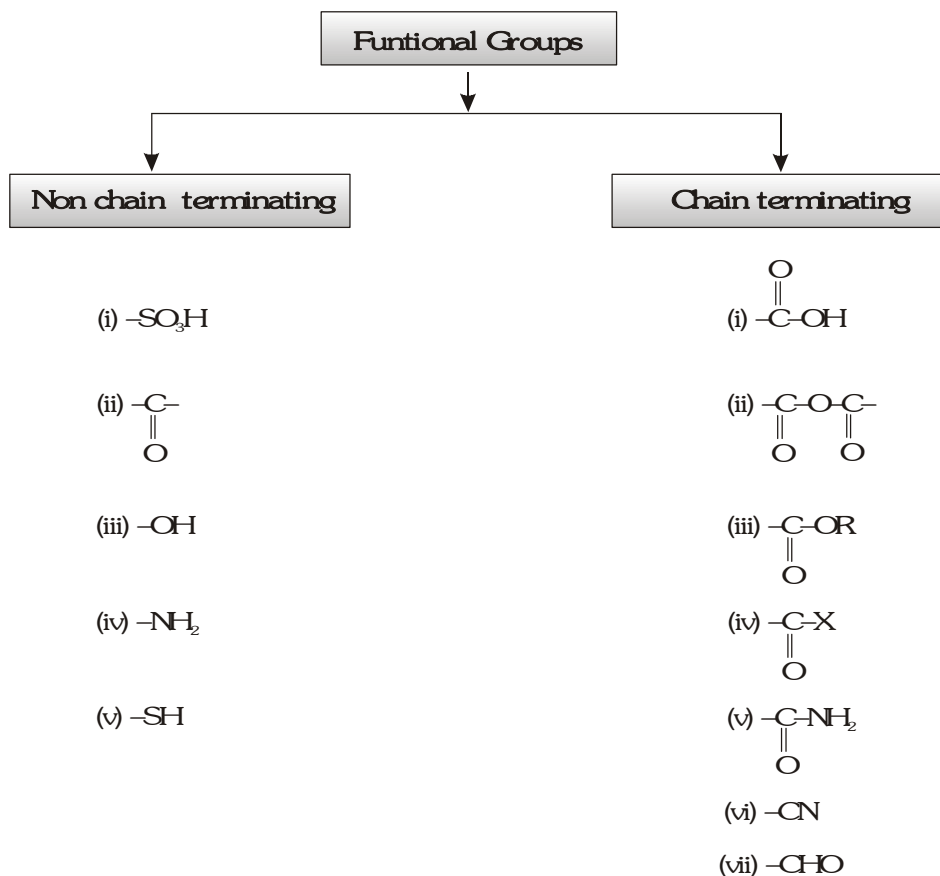 Funtional Groups
Non chain terminating
Chain terminating
(i) –SO₃H
(ii) –C–
O
(iii) –OH
(iv) –NH₂
(v) –SH
O
(i) –C–OH
(ii) –C–O–C–
O O
(iii) –C–OR
O
(iv) –C–X
O
(v) –C–NH₂
O
(vi) –CN
(vii) –CHO